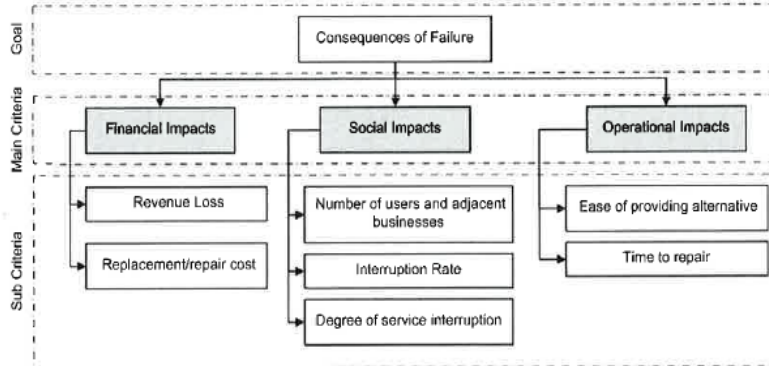 Goal
Consequences of Failure
Main Criteria
Financial Impacts
Social Impacts
Operational Impacts
Sub Criteria
Revenue Loss
Replacement/repair cost
Number of users and adjacent
businesses
Interruption Rate
Degree of service interruption
Ease of providing alternative
Time to repair